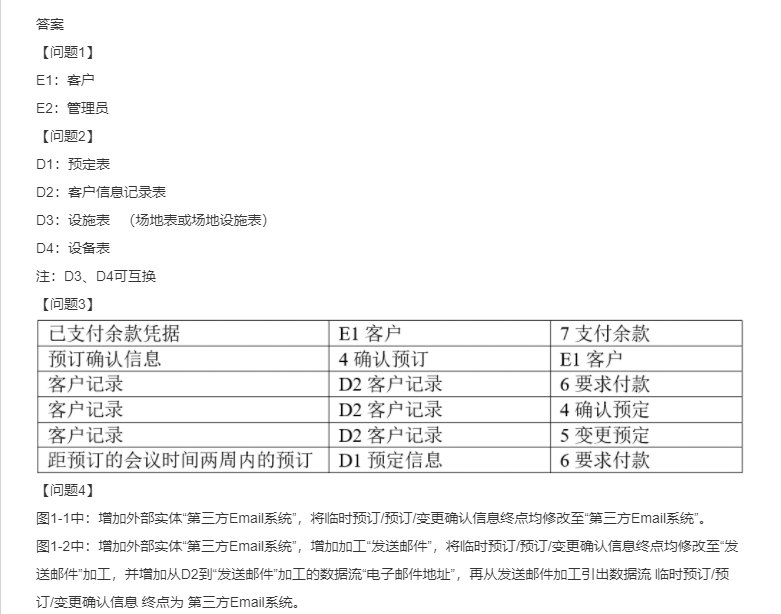 答案
【问题1】
E1：客户
E2：管理员
【问题2】
D1：预定表
D2：客户信息记录表
D3：设施表 （场地表或场地设施表）
D4：设备表
注：D3、D4可互换
【问题3】
已支付余款凭据 E1 客户 7 支付余款
预订确认信息 4 确认预订 E1 客户
客户记录 D2 客户记录 6 要求付款
客户记录 D2 客户记录 4 确认预定
客户记录 D2 客户记录 5 变更预定
距预订的会议时间两周内的预订 D1 预定信息 6 要求付款
【问题4】
图1-1中：增加外部实体“第三方Email系统”，将临时预订/预订/变更确认信息终点均修改至“第三方Email系统”。
图1-2中：增加外部实体“第三方Email系统”，增加加工“发送邮件”，将临时预订/预订/变更确认信息终点均修改至“发
送邮件”加工，并增加从D2到“发送邮件”加工的数据流“电子邮件地址”，再从发送邮件加工引出数据流 临时预订/预
订/变更确认信息 终点为 第三方Email系统。